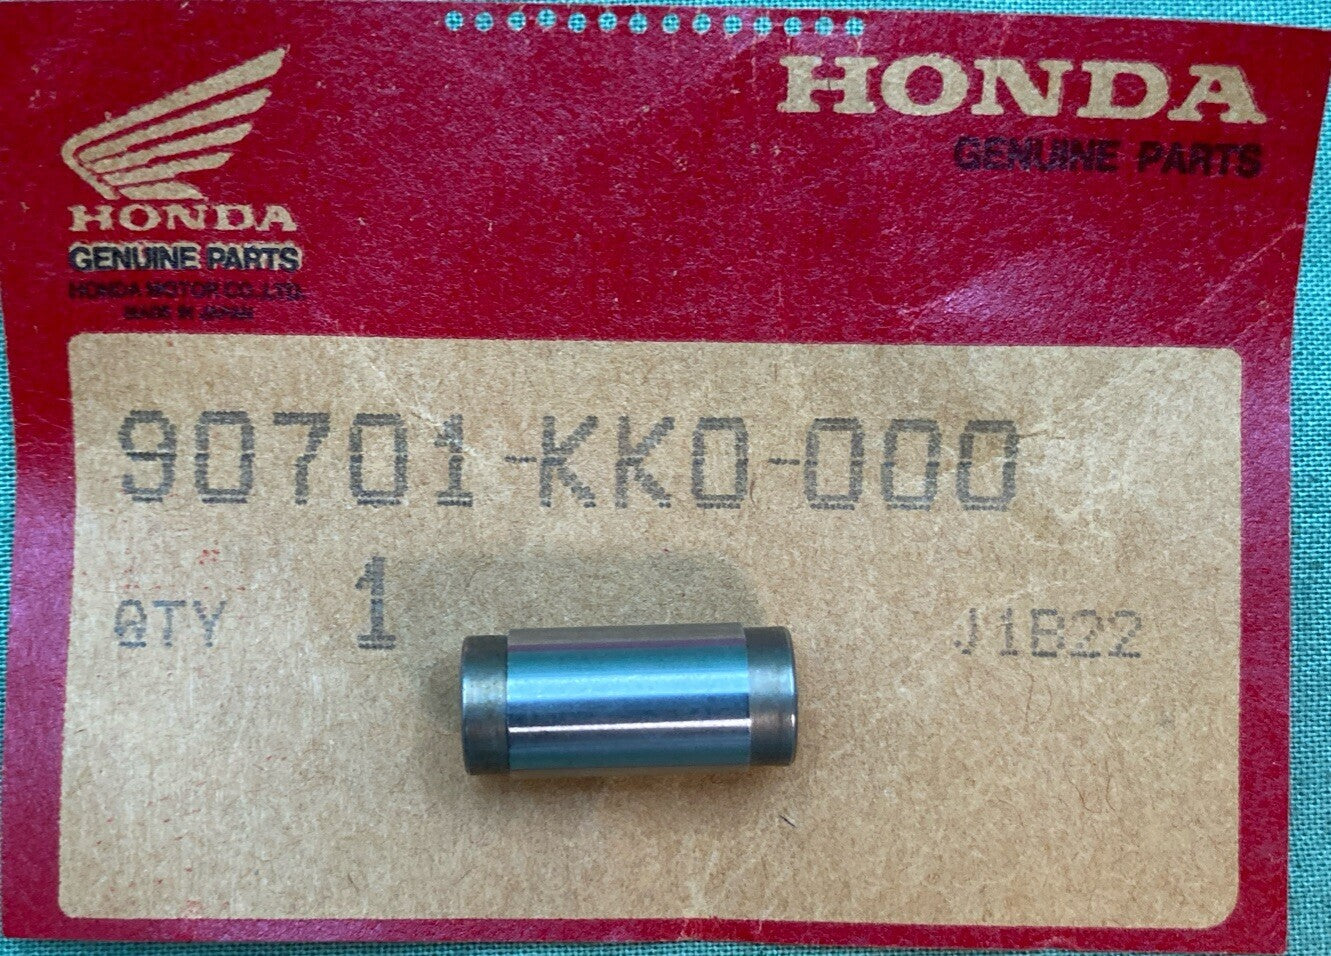 HONDA
GENUINE PARTS
HONDA
GENUINE PARTS
HONDA MOTOR CO.,LTD.
MADE IN JAPAN
90701-KK0-000
QTY 1 J1B22